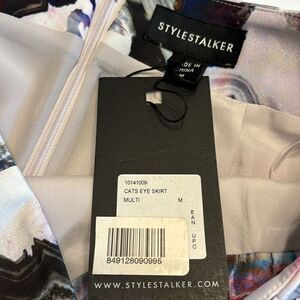 STYLESTALKER
MADE IN
CHINA
M
10141009
CATS EYE SKIRT
MULTI M
EAN
UPC
849128090995
WWW.STYLESTALKER.COM